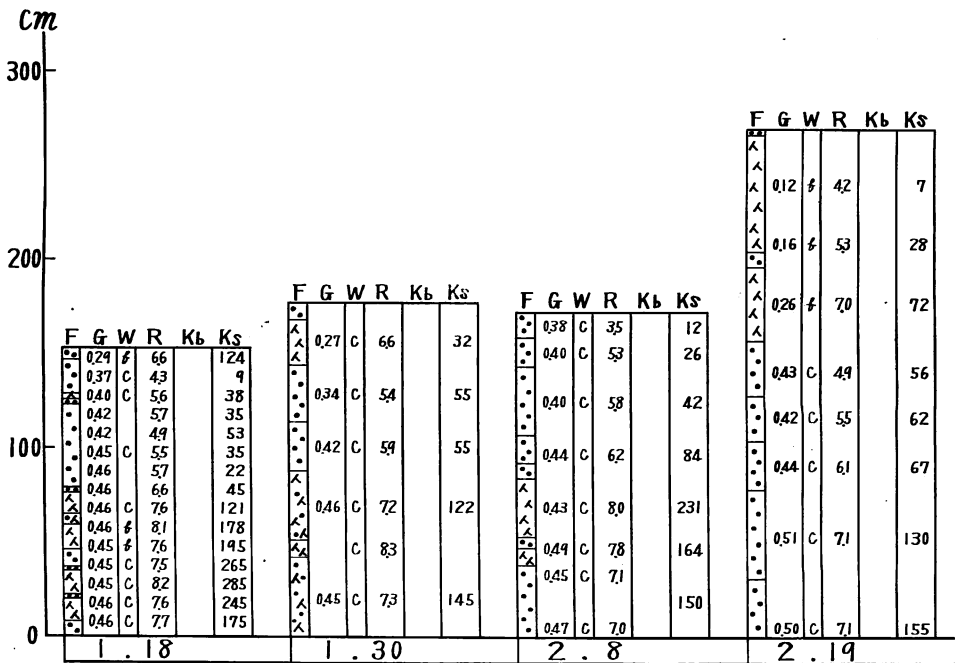 cm
300
200
100
0
F G W R Kb Ks
0.29 f 6.6 124
0.37 C 4.3 9
0.40 C 5.6 38
0.42 5.7 35
0.42 4.9 53
0.45 C 5.5 35
0.46 5.7 22
0.46 6.6 45
0.46 C 7.6 121
0.46 f 8.1 178
0.45 f 7.6 195
0.45 C 7.5 265
0.45 C 8.2 285
0.46 C 7.6 245
0.46 C 7.7 175
1.18
F G W R Kb Ks
0.27 C 6.6 32
0.34 C 5.4 55
0.42 C 5.9 55
0.46 C 7.2 122
C 8.3
0.45 C 7.3 145
1.30
F G W R Kb Ks
0.38 C 3.5 12
0.40 C 5.3 26
0.40 C 5.8 42
0.44 C 6.2 84
0.43 C 8.0 231
0.49 C 7.8 164
0.45 C 7.1
150
0.47 C 7.0
2.8
F G W R Kb Ks
0.12 f 4.2 7
0.16 f 5.3 28
0.26 f 7.0 72
0.43 C 4.9 56
0.42 C 5.5 62
0.44 C 6.1 67
0.51 C 7.1 130
0.50 C 7.1 155
2.19